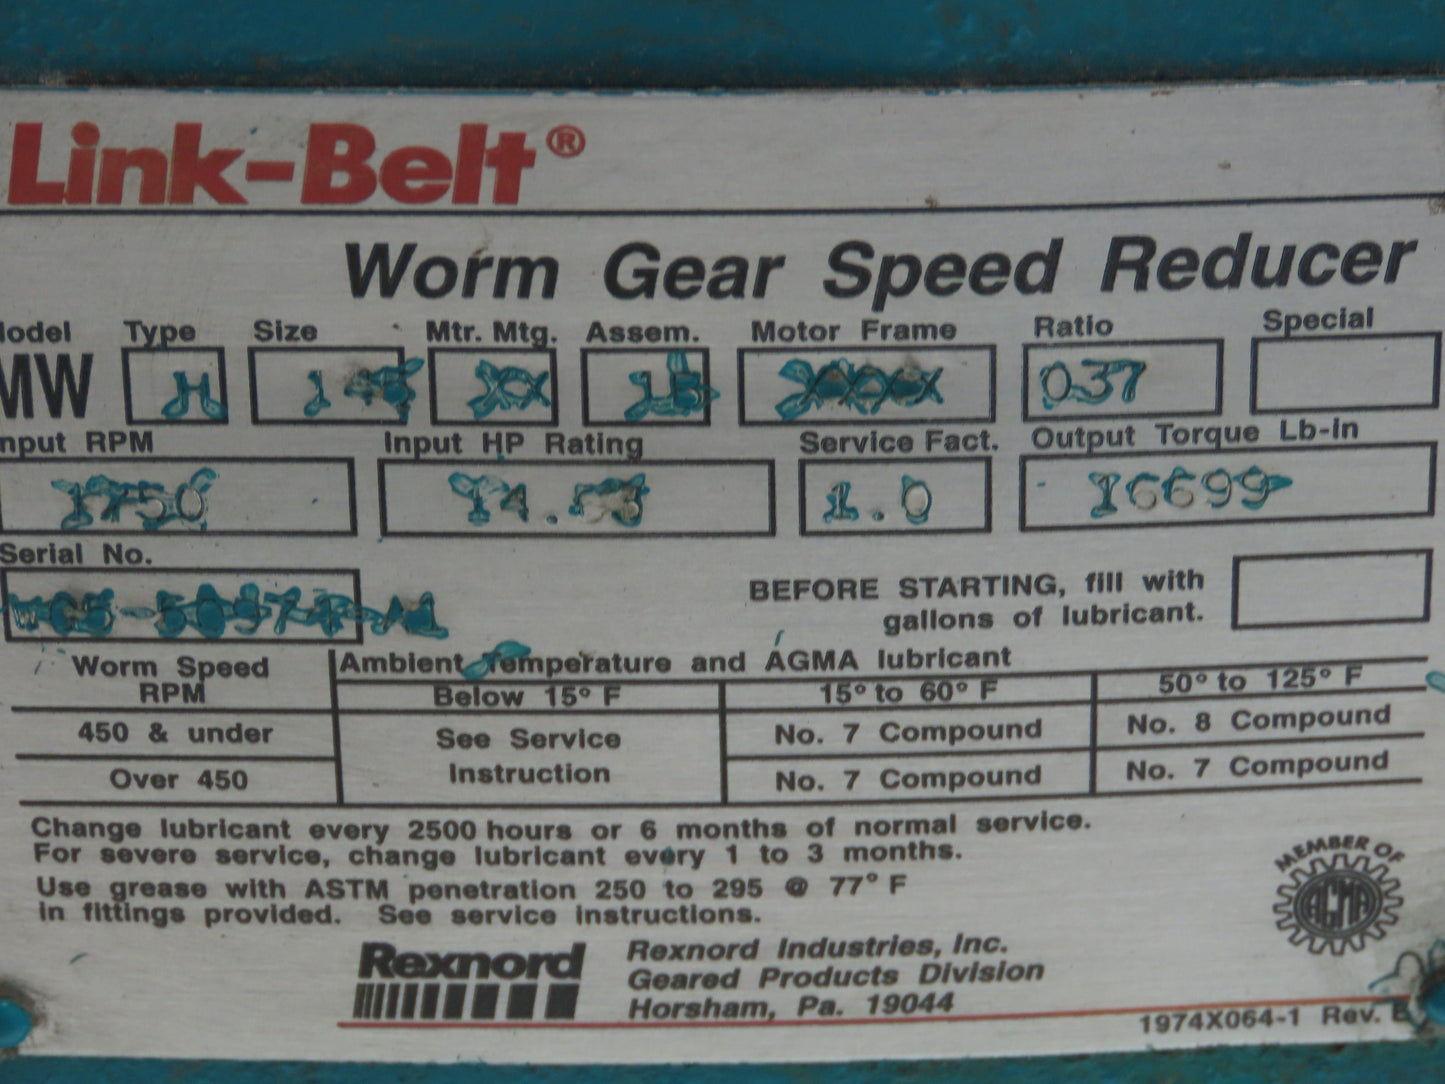 Link-Belt®
Worm Gear Speed Reducer
Model Type Size Mtr. Mtg. Assem. Motor Frame Ratio Special
MW H XX XXXX 037
Input RPM Input HP Rating Service Fact. Output Torque Lb-in
1750 1.0 16699
Serial No.
BEFORE STARTING, fill with
gallons of lubricant.
Worm Speed RPM Ambient Temperature and AGMA lubricant
Below 15° F 15° to 60° F 50° to 125° F
450 & under See Service Instruction No. 7 Compound No. 8 Compound
Over 450 No. 7 Compound No. 7 Compound
Change lubricant every 2500 hours or 6 months of normal service.
For severe service, change lubricant every 1 to 3 months.
Use grease with ASTM penetration 250 to 295 @ 77° F
in fittings provided. See service instructions.
MEMBER OF
AGMA
Rexnord
Rexnord Industries, Inc.
Geared Products Division
Horsham, Pa. 19044
1974X064-1 Rev.